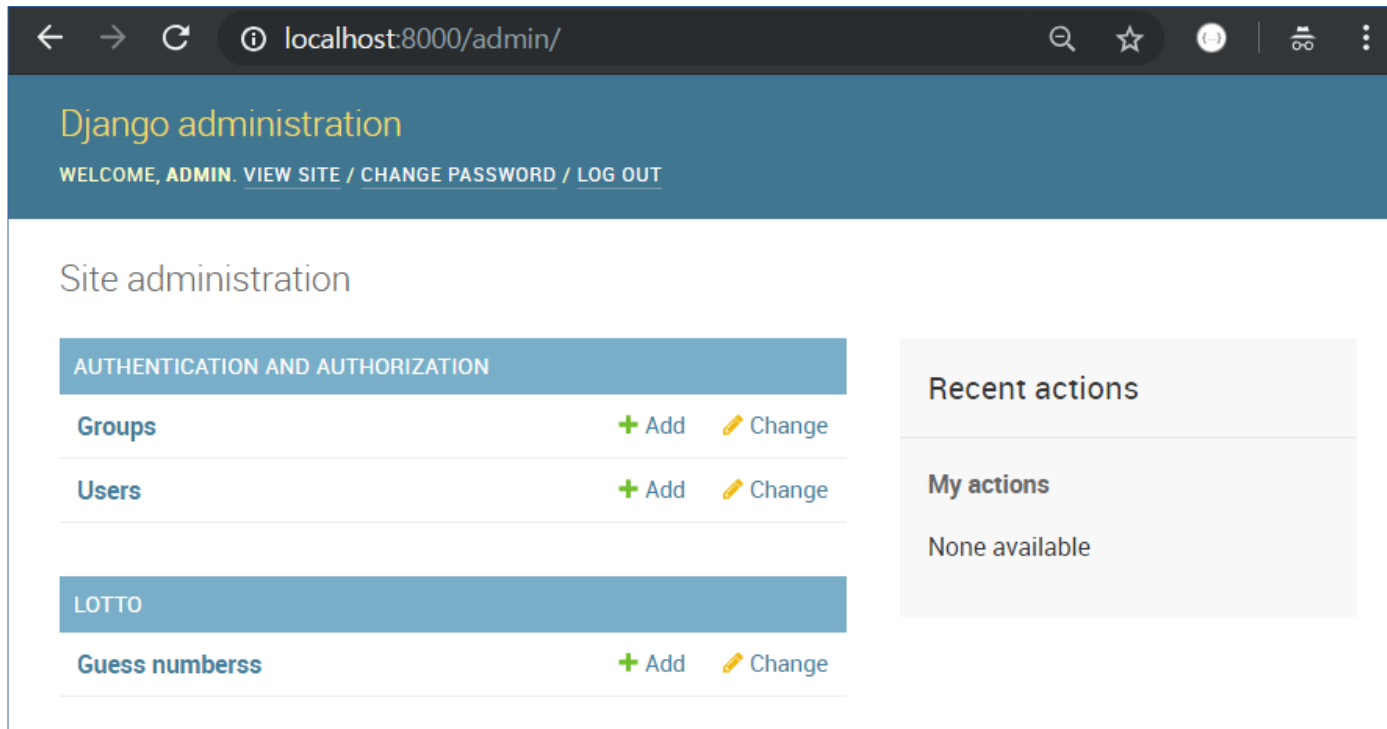 localhost:8000/admin/
Django administration
WELCOME, ADMIN. VIEW SITE / CHANGE PASSWORD / LOG OUT
Site administration
AUTHENTICATION AND AUTHORIZATION
Groups Add Change
Users Add Change
LOTTO
Guess numberss Add Change
Recent actions
My actions
None available